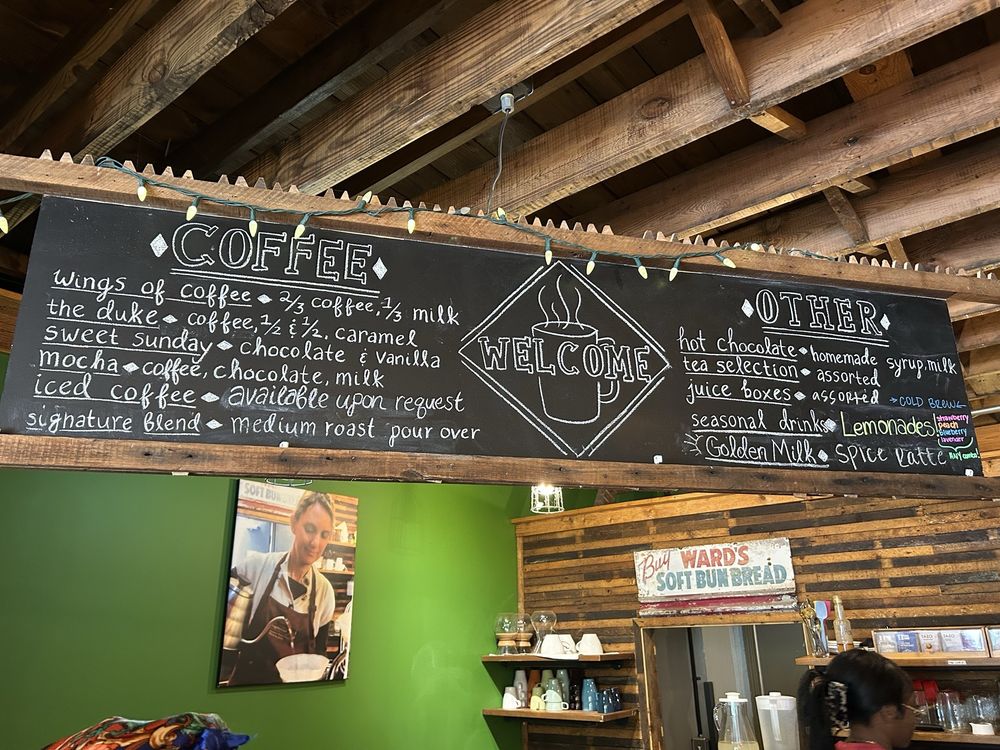 COFFEE
wings of coffee ⬥ 2/3 coffee, 1/3 milk
the duke ⬥ coffee, 1/2 & 1/2, caramel
sweet sunday ⬥ chocolate & vanilla
mocha ⬥ coffee, chocolate, milk
iced coffee ⬥ available upon request
signature blend ⬥ medium roast pour over
WELCOME
OTHER
hot chocolate ⬥ homemade syrup, milk
tea selection ⬥ assorted
juice boxes ⬥ assorted
COLD BREW
seasonal drinks ⬥ Lemonades
strawberry
peach
blueberry
lavender
Golden Milk ⬥ Spice Latte
SOFT BUN
Buy WARD'S
SOFT BUN BREAD
TAZO